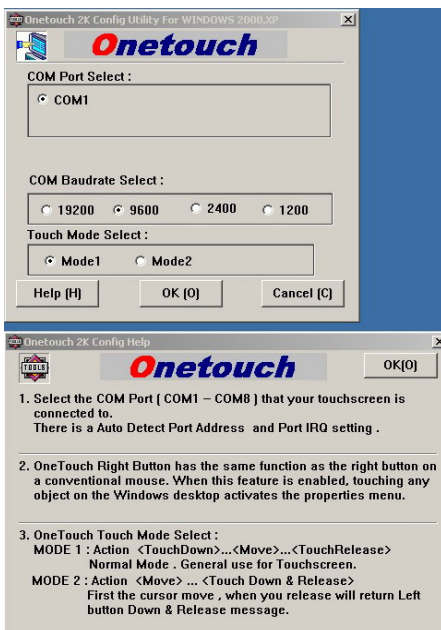 Onetouch 2K Config Utility For WINDOWS 2000,XP
Onetouch
COM Port Select :
COM1
COM Baudrate Select :
19200 9600 2400 1200
Touch Mode Select :
Mode1 Mode2
Help (H) OK (O) Cancel (C)
Onetouch 2K Config Help
TOOLS
Onetouch
OK(O)
1. Select the COM Port ( COM1 – COM8 ) that your touchscreen is
connected to.
There is a Auto Detect Port Address and Port IRQ setting .
2. OneTouch Right Button has the same function as the right button on
a conventional mouse. When this feature is enabled, touching any
object on the Windows desktop activates the properties menu.
3. OneTouch Touch Mode Select :
MODE 1 : Action <TouchDown>...<Move>...<TouchRelease>
Normal Mode . General use for Touchscreen.
MODE 2 : Action <Move> ... <Touch Down & Release>
First the cursor move , when you release will return Left
button Down & Release message.